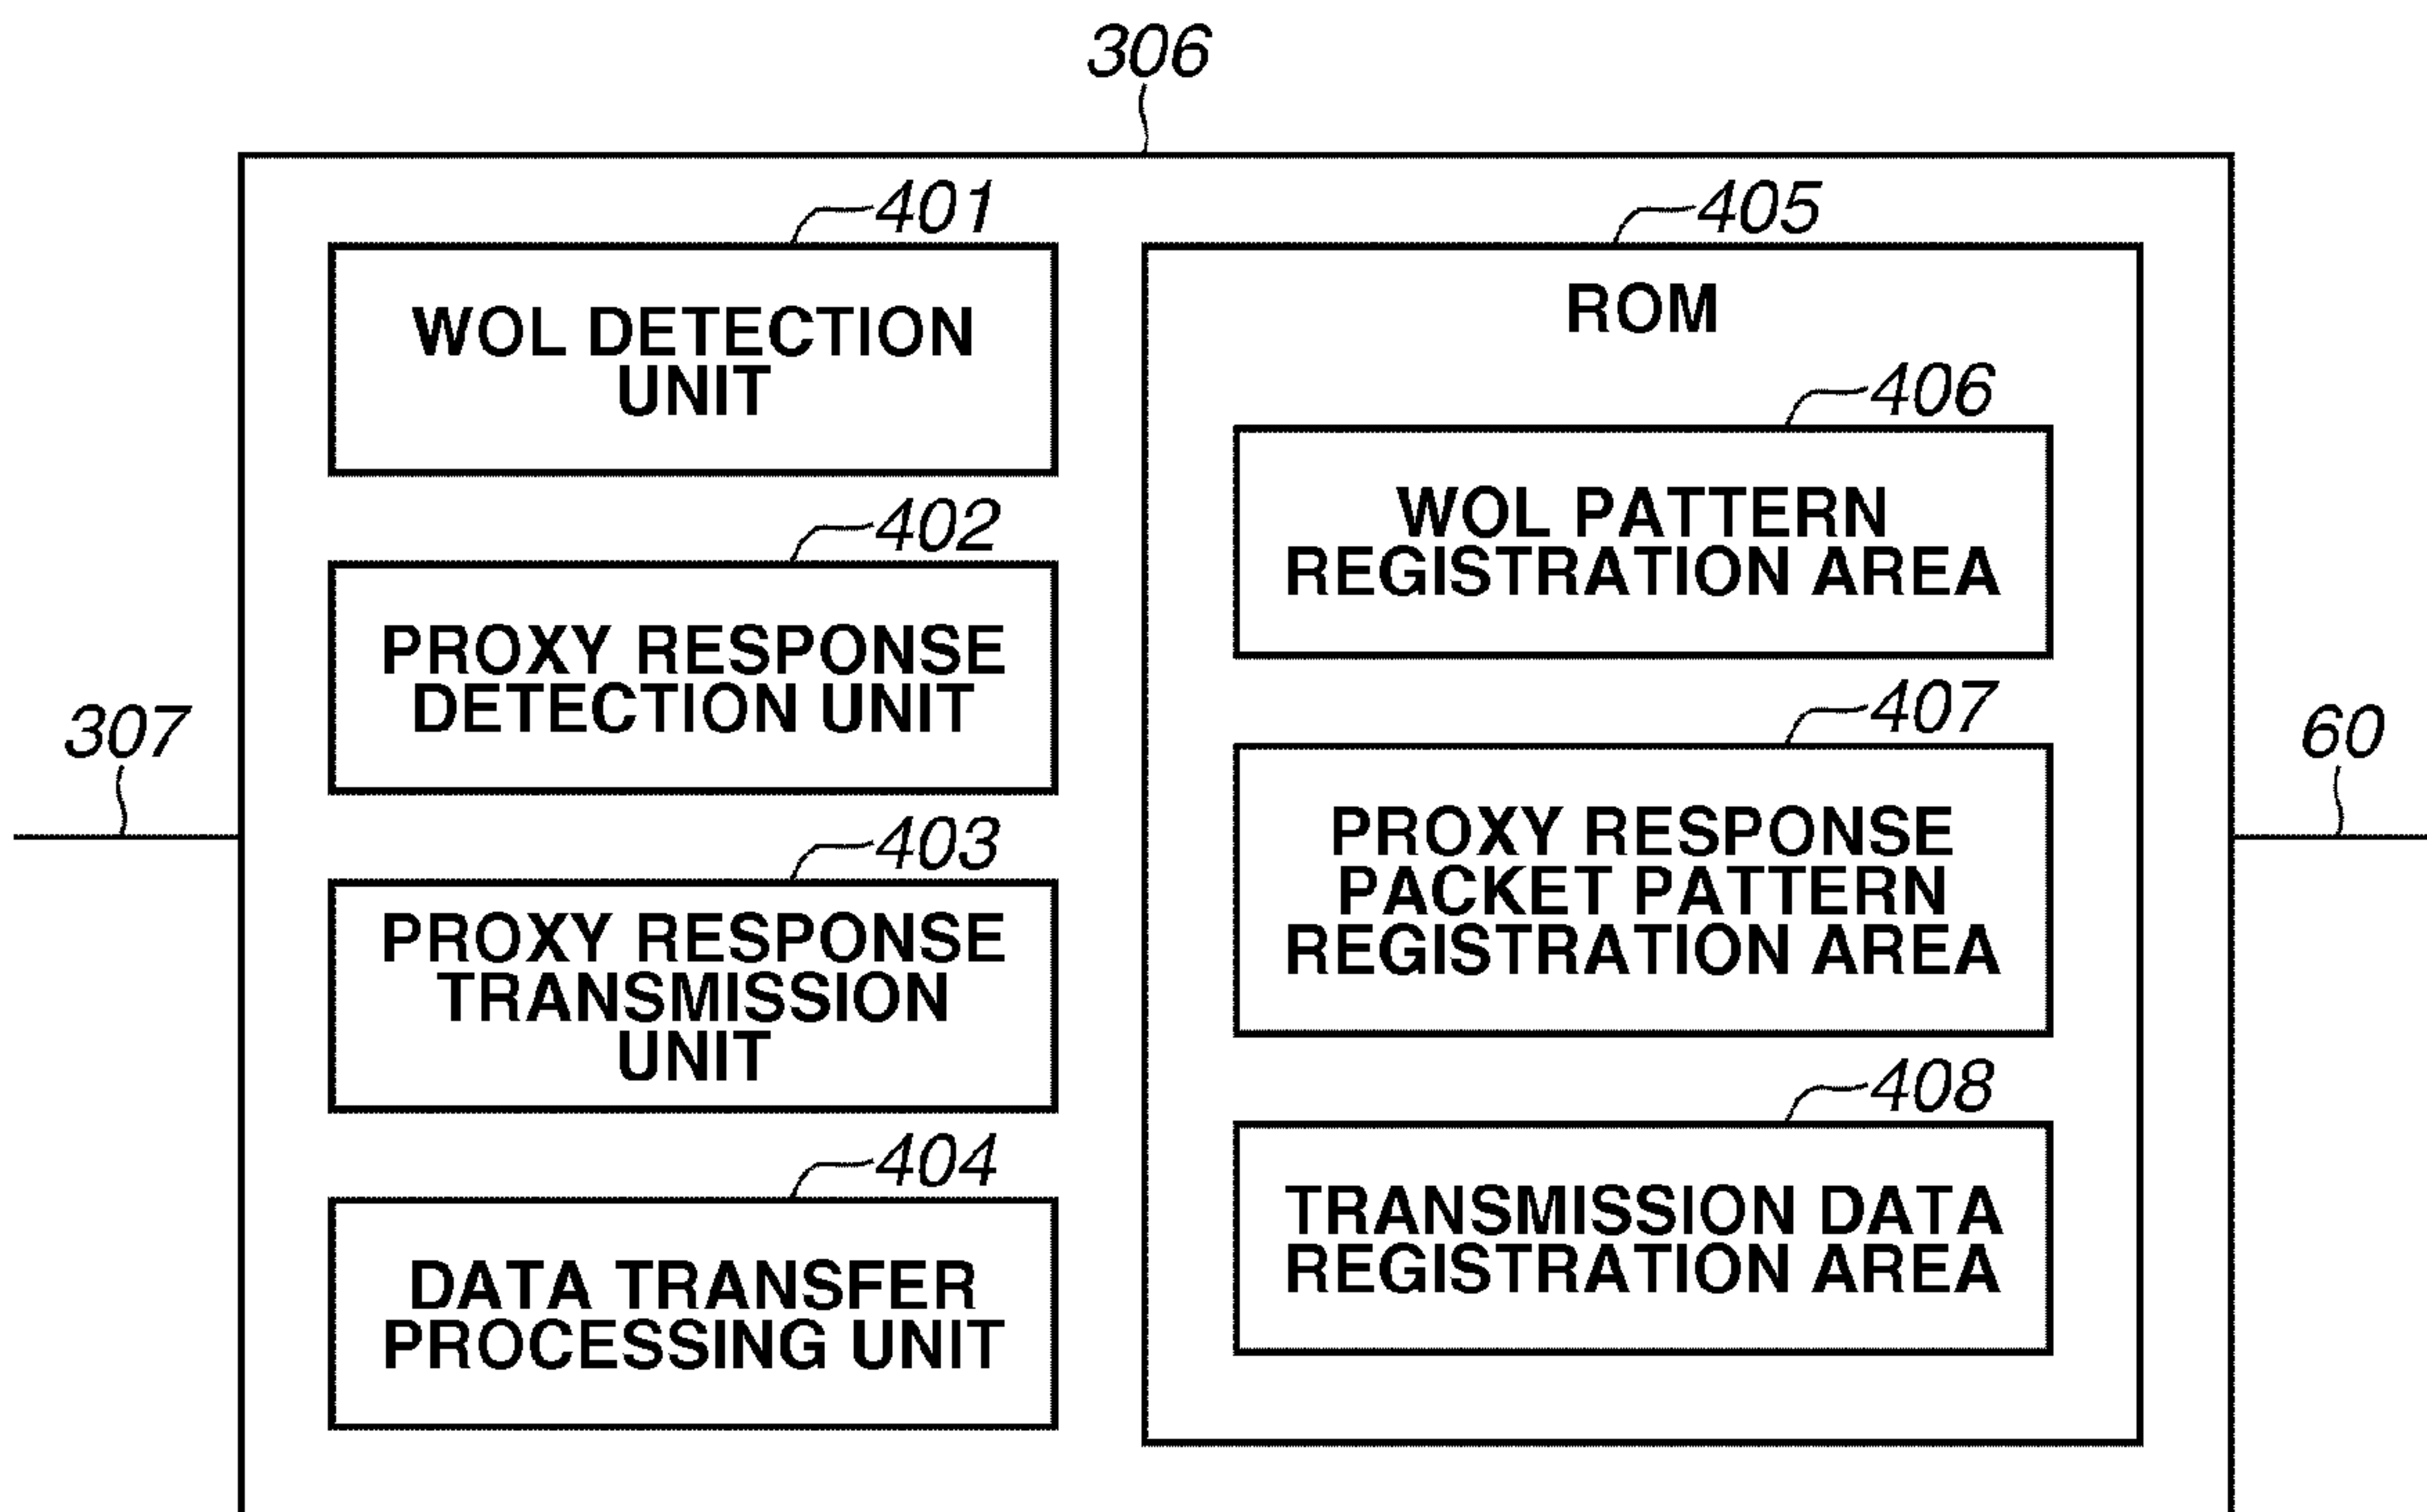 306
401
WOL DETECTION
UNIT
402
PROXY RESPONSE
DETECTION UNIT
307
403
PROXY RESPONSE
TRANSMISSION
UNIT
404
DATA TRANSFER
PROCESSING UNIT
405
ROM
406
WOL PATTERN
REGISTRATION AREA
407
PROXY RESPONSE
PACKET PATTERN
REGISTRATION AREA
60
408
TRANSMISSION DATA
REGISTRATION AREA